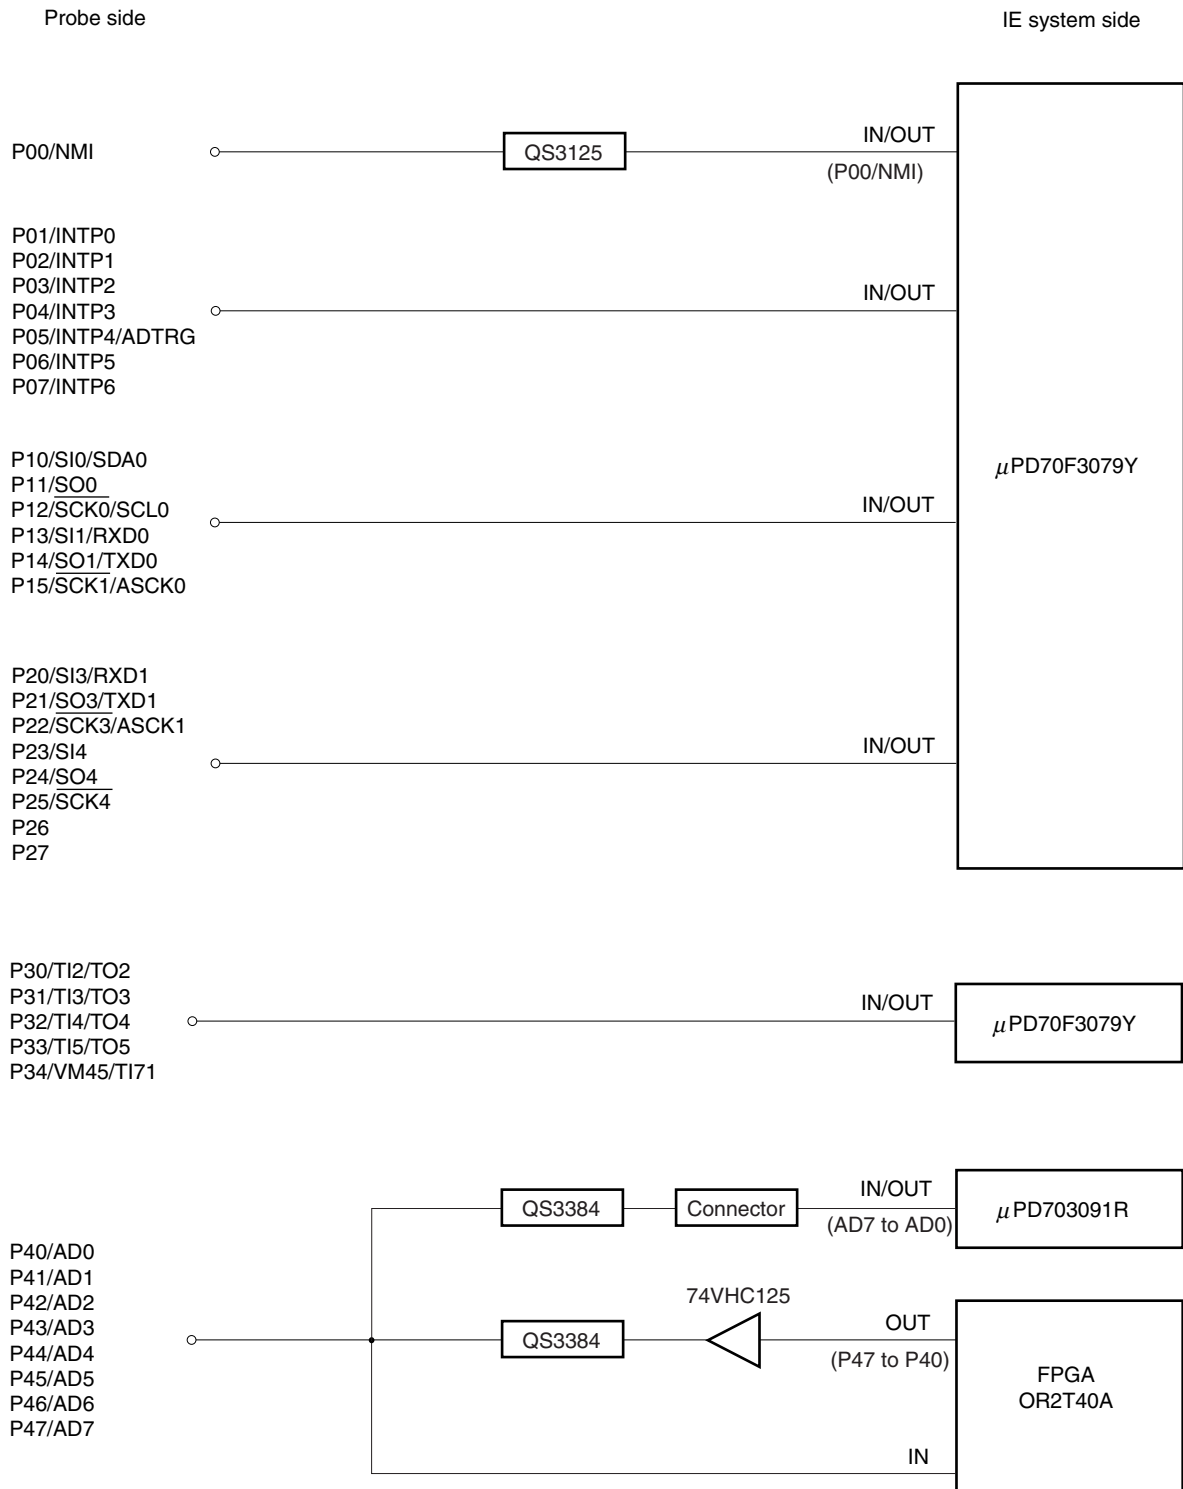 Probe side
IE system side
P00/NMI
QS3125
IN/OUT
(P00/NMI)
P01/INTP0
P02/INTP1
P03/INTP2
P04/INTP3
P05/INTP4/ADTRG
P06/INTP5
P07/INTP6
IN/OUT
μPD70F3079Y
P10/SI0/SDA0
P11/SO0
P12/S̅C̅K̅0̅/SCL0
P13/SI1/RXD0
P14/SO1/TXD0
P15/S̅C̅K̅1̅/ASCK0
IN/OUT
P20/SI3/RXD1
P21/SO3/TXD1
P22/S̅C̅K̅3̅/ASCK1
P23/SI4
P24/SO4
P25/S̅C̅K̅4̅
P26
P27
IN/OUT
P30/TI2/TO2
P31/TI3/TO3
P32/TI4/TO4
P33/TI5/TO5
P34/VM45/TI71
IN/OUT
μPD70F3079Y
QS3384
Connector
IN/OUT
(AD7 to AD0)
μPD703091R
P40/AD0
P41/AD1
P42/AD2
P43/AD3
P44/AD4
P45/AD5
P46/AD6
P47/AD7
QS3384
74VHC125
OUT
(P47 to P40)
FPGA
OR2T40A
IN